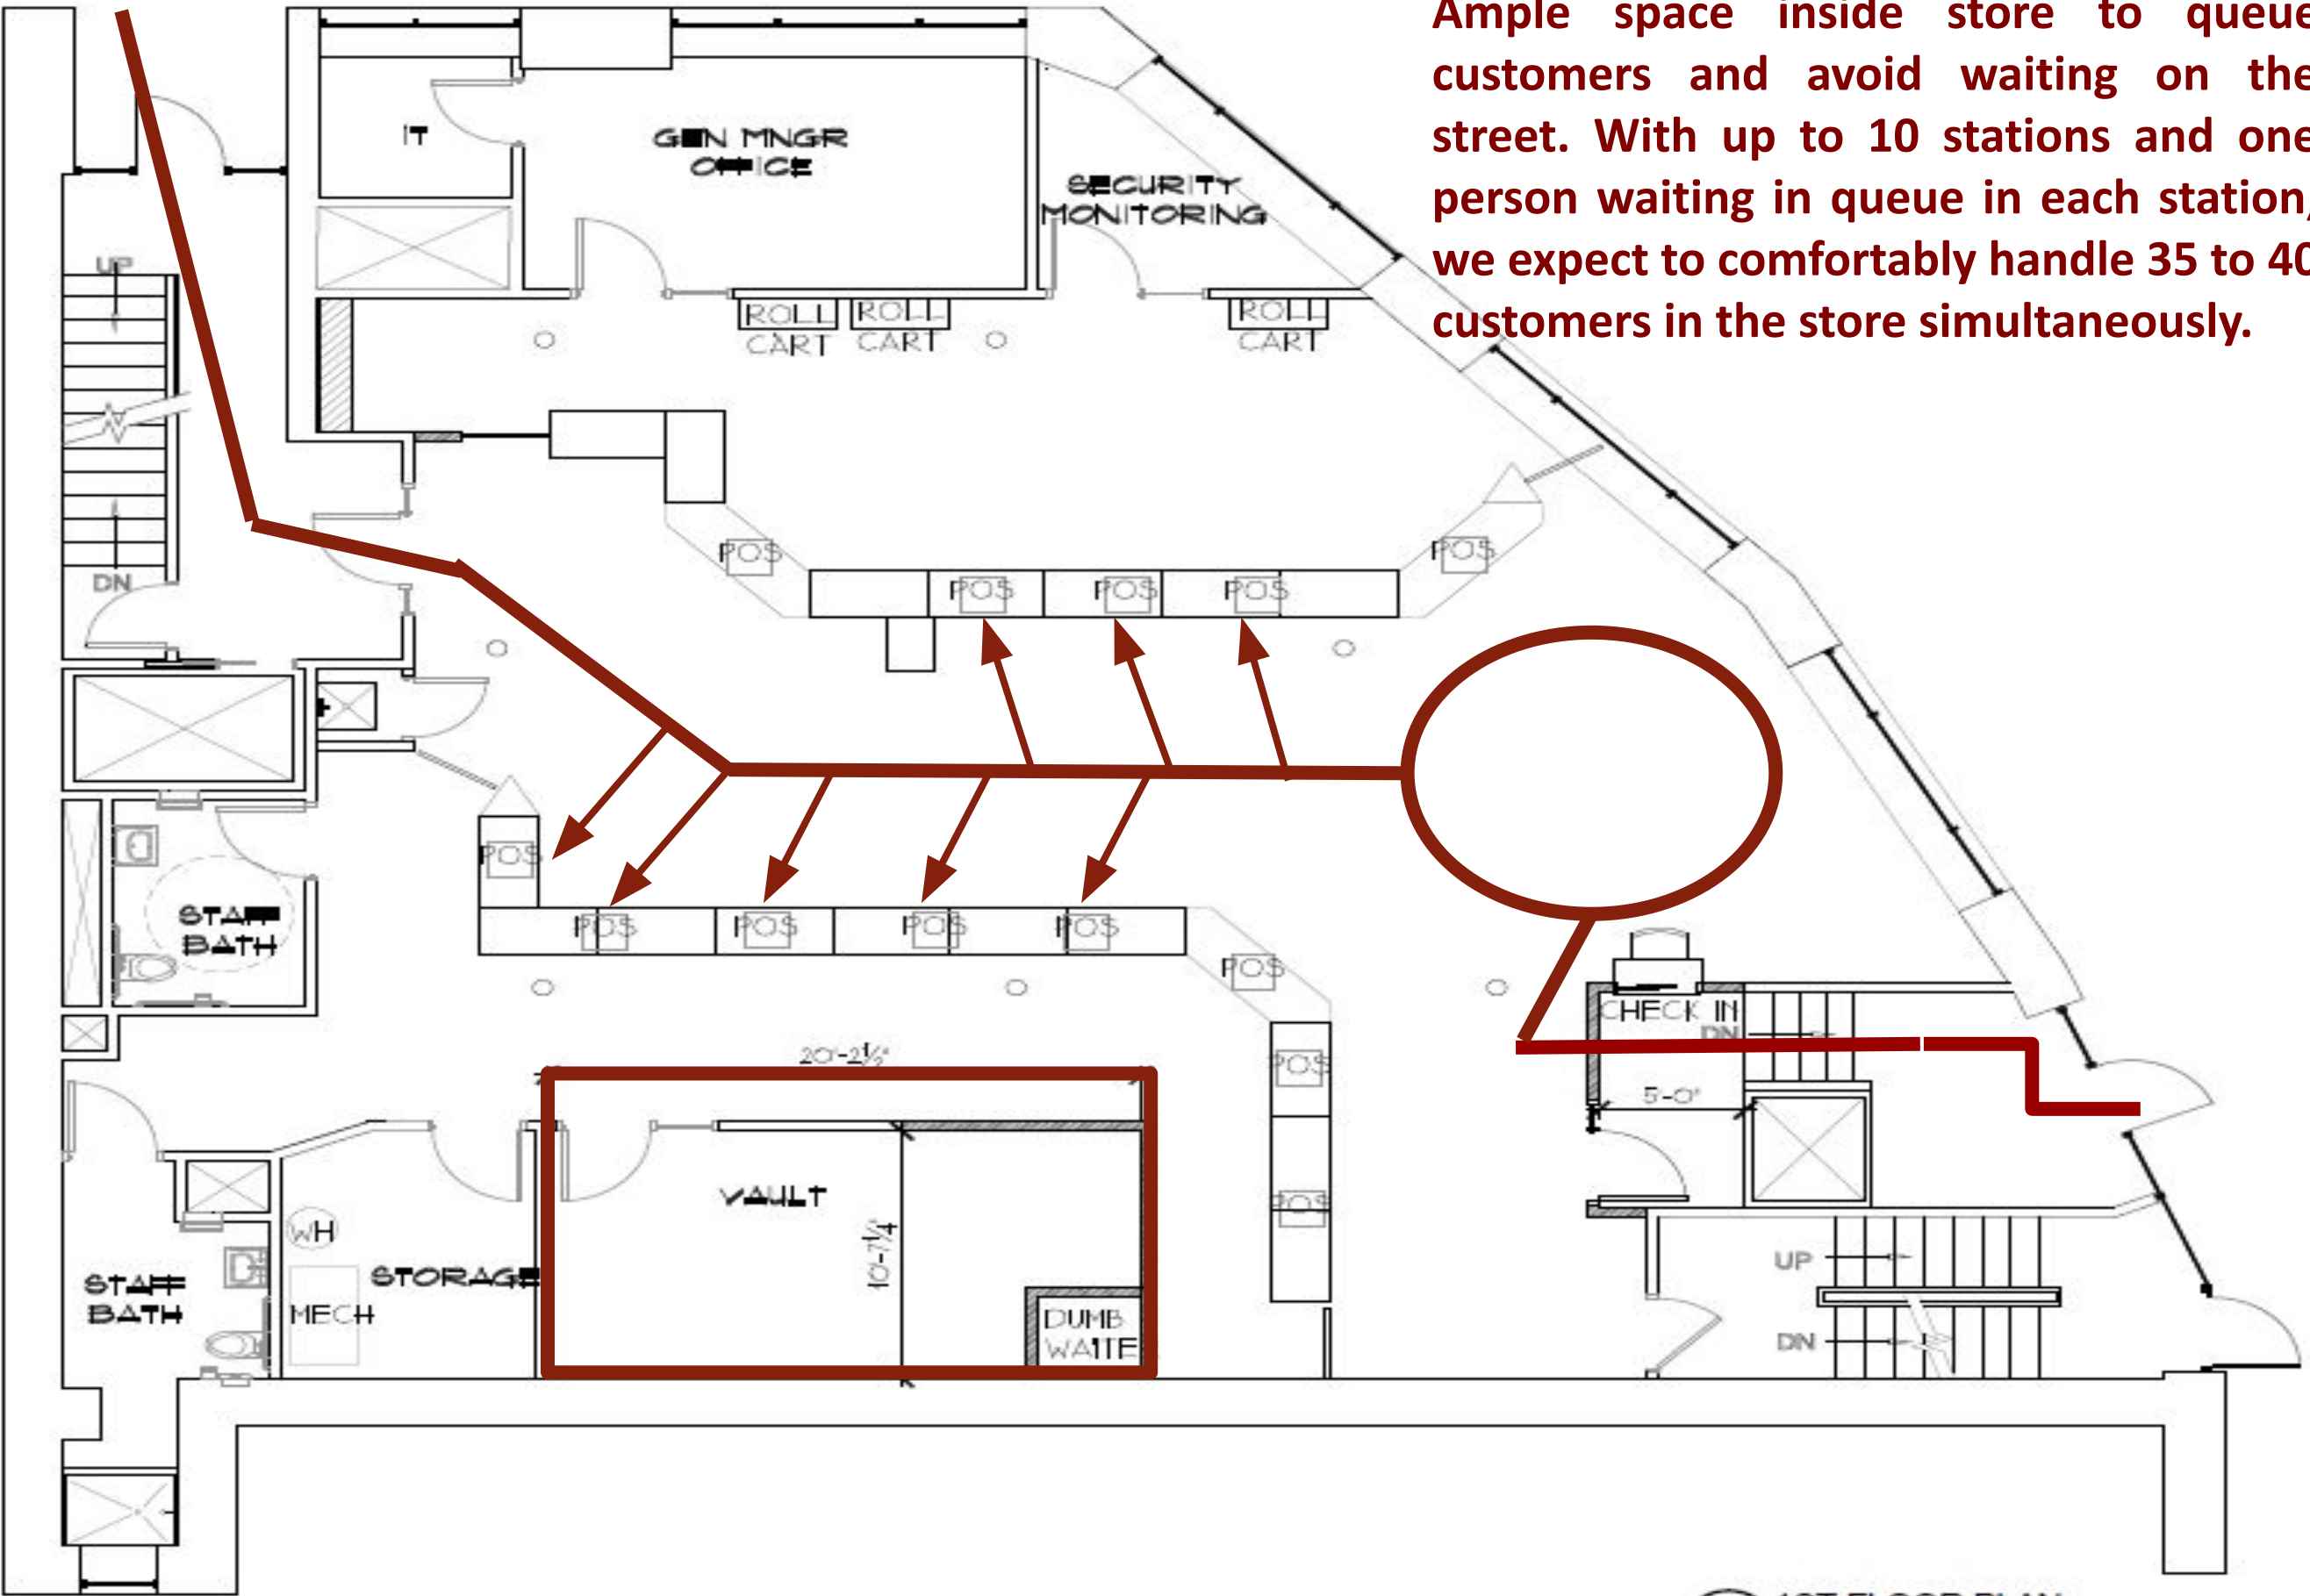 Ample space inside store to queue
customers and avoid waiting on the
street. With up to 10 stations and one
person waiting in queue in each station,
we expect to comfortably handle 35 to 40
customers in the store simultaneously.
IT
GEN MNGR
OFFICE
SECURITY
MONITORING
UP
ROLL
CART
ROLL
CART
ROLL
CART
DN
POS
POS
POS
POS
POS
POS
POS
POS
POS
POS
POS
STAFF
BATH
CHECK IN
DN
20'-2½"
POS
5'-0"
VAULT
POS
10'-7¼
WH
STORAGE
MECH
STAFF
BATH
DUMB
WAITE
UP
DN